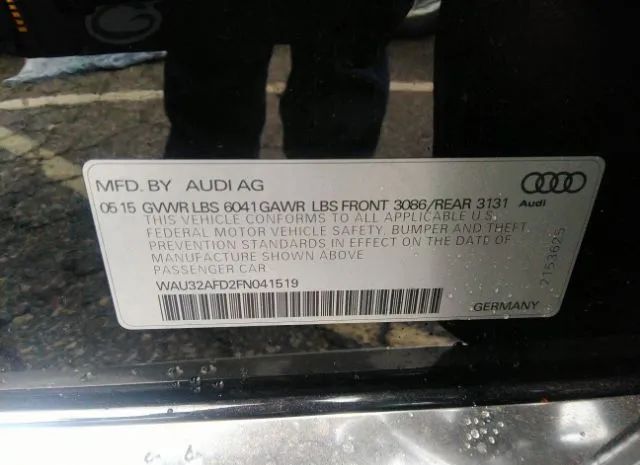 MFD. BY AUDI AG
05 15 GVWR LBS 6041 GAWR LBS FRONT 3086/REAR 3131
THIS VEHICLE CONFORMS TO ALL APPLICABLE U.S.
FEDERAL MOTOR VEHICLE SAFETY, BUMPER AND THEFT
PREVENTION STANDARDS IN EFFECT ON THE DATE OF
MANUFACTURE SHOWN ABOVE
PASSENGER CAR
WAU32AFD2FN041519
Audi
2153625
GERMANY